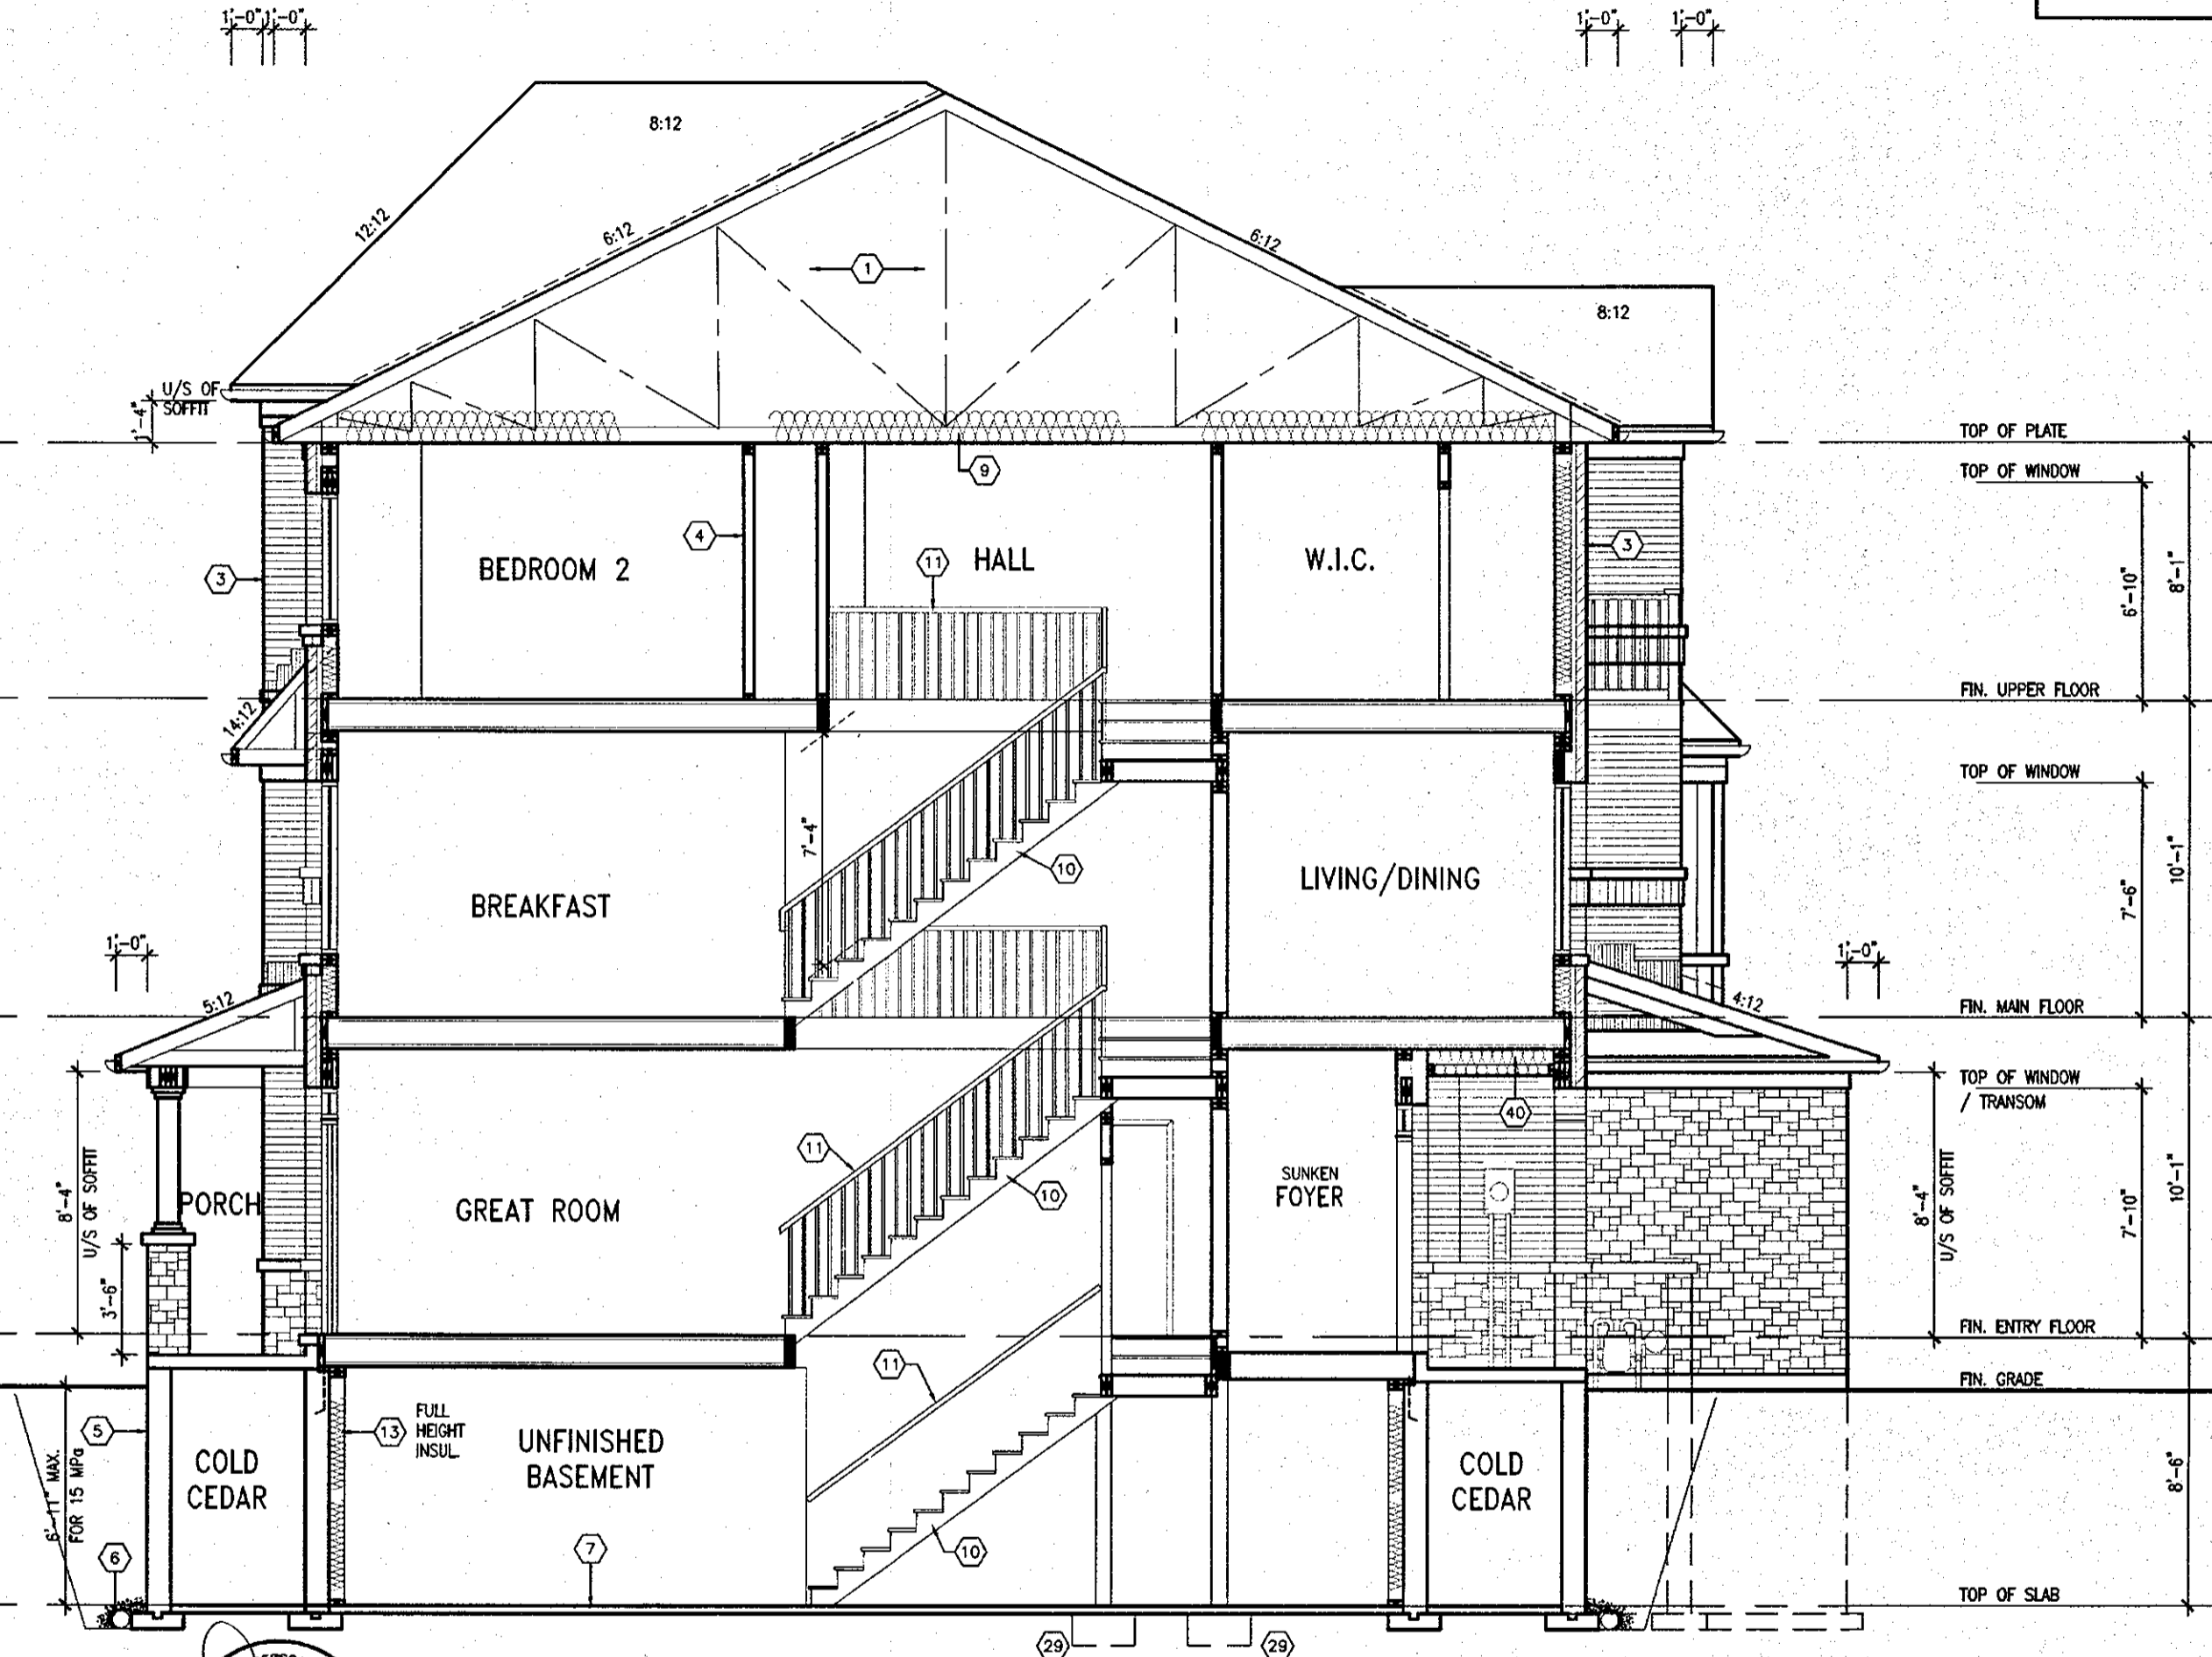 1'-0" 1'-0"
1'-0" 1'-0"
8:12
12:12
6:12
6:12
1
8:12
U/S OF
SOFFIT
1'-4"
TOP OF PLATE
TOP OF WINDOW
9
4
3
BEDROOM 2
11
HALL
W.I.C.
3
6'-10"
8'-1"
FIN. UPPER FLOOR
14:12
TOP OF WINDOW
7'-4"
10
BREAKFAST
LIVING/DINING
7'-6"
10'-1"
1'-0"
1'-0"
5:12
4:12
FIN. MAIN FLOOR
TOP OF WINDOW
/ TRANSOM
40
11
10
8'-4"
U/S OF SOFFIT
PORCH
3'-6"
GREAT ROOM
SUNKEN
FOYER
8'-4"
U/S OF SOFFIT
7'-10"
10'-1"
FIN. ENTRY FLOOR
11
FIN. GRADE
5
13
FULL
HEIGHT
INSUL.
COLD
CEDAR
UNFINISHED
BASEMENT
COLD
CEDAR
6'-11" MAX.
FOR 15 MPa
8'-6"
6
7
10
TOP OF SLAB
29
29